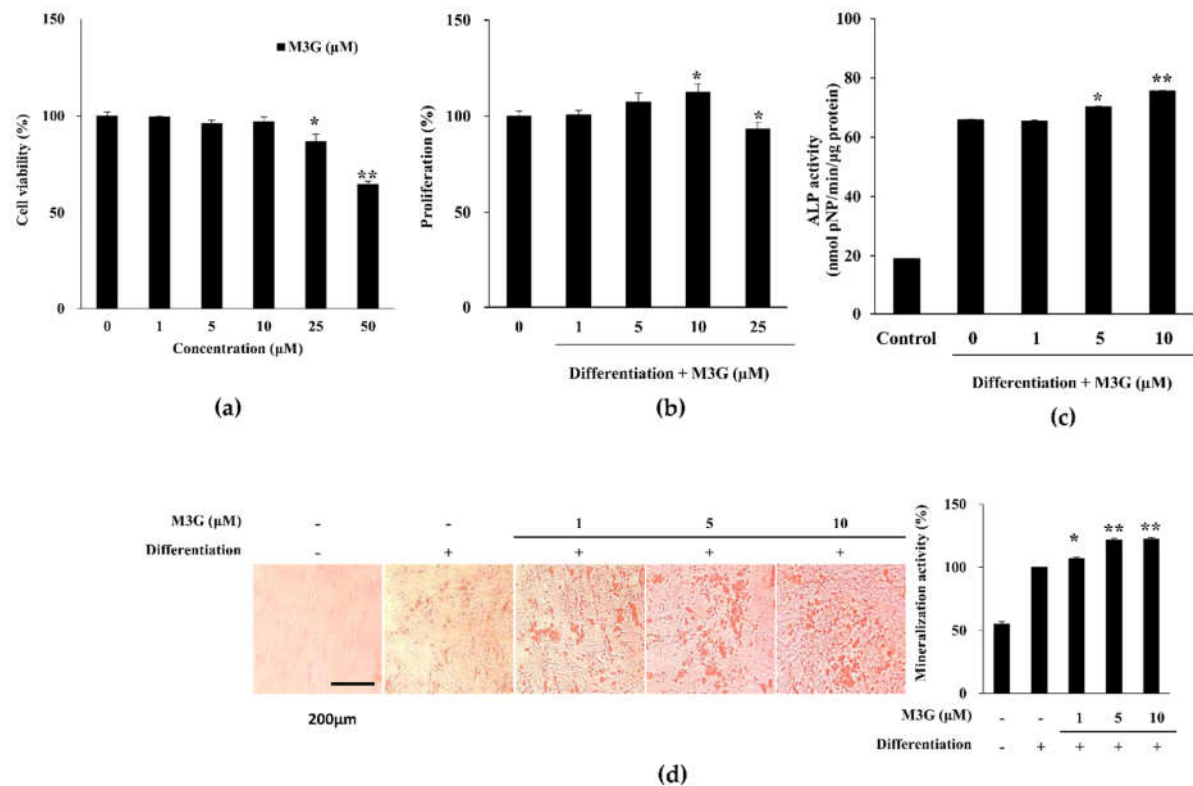 150
100
50
0
Cell viability (%)
M3G (μM)
*
**
0 1 5 10 25 50
Concentration (μM)
(a)
150
100
50
0
Proliferation (%)
*
*
0 1 5 10 25
Differentiation + M3G (μM)
(b)
100
80
60
40
20
0
ALP activity
(nmol pNP/min/μg protein)
*
**
Control 0 1 5 10
Differentiation + M3G (μM)
(c)
M3G (μM) - - 1 5 10
Differentiation - + + + +
200μm
150
100
50
0
Mineralization activity (%)
* ** **
M3G (μM) - - 1 5 10
Differentiation - + + + +
(d)